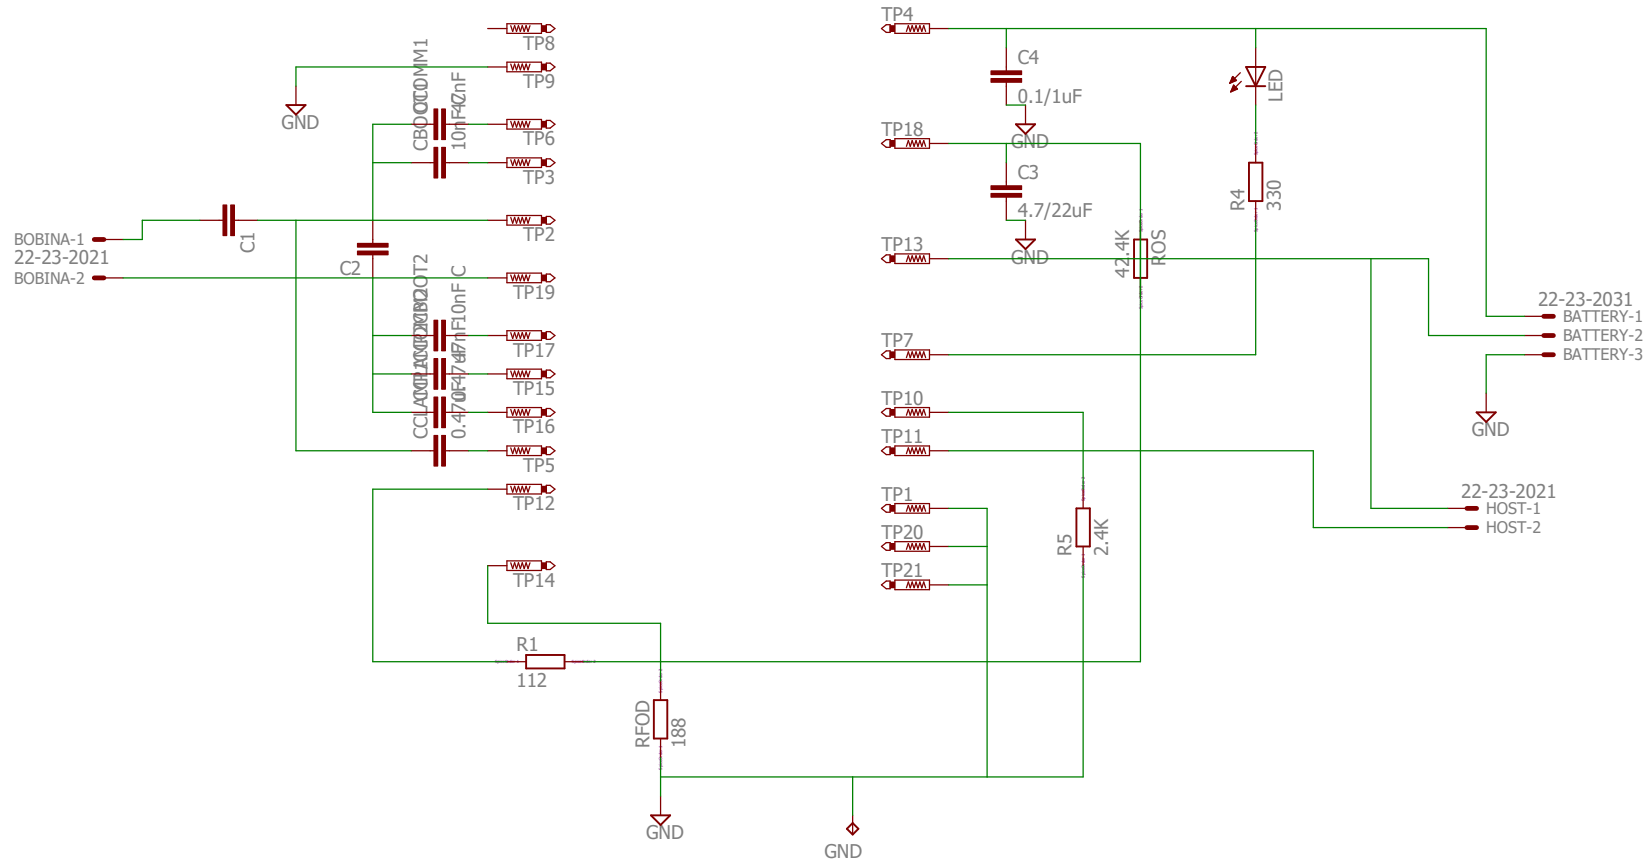 TP8
TP9
GND
TP6
10nF
TP3
BOBINA-1
22-23-2021
BOBINA-2
C1
TP2
C2
TP19
10nF C
TP17
TP15
TP16
TP5
TP12
TP14
R1
112
RFOD
188
GND
GND
TP4
C4
0.1/1uF
GND
LED
TP18
C3
4.7/22uF
GND
R4
330
TP13
42.4K
ROS
TP7
TP10
TP11
TP1
TP20
TP21
R5
2.4K
22-23-2031
BATTERY-1
BATTERY-2
BATTERY-3
GND
22-23-2021
HOST-1
HOST-2